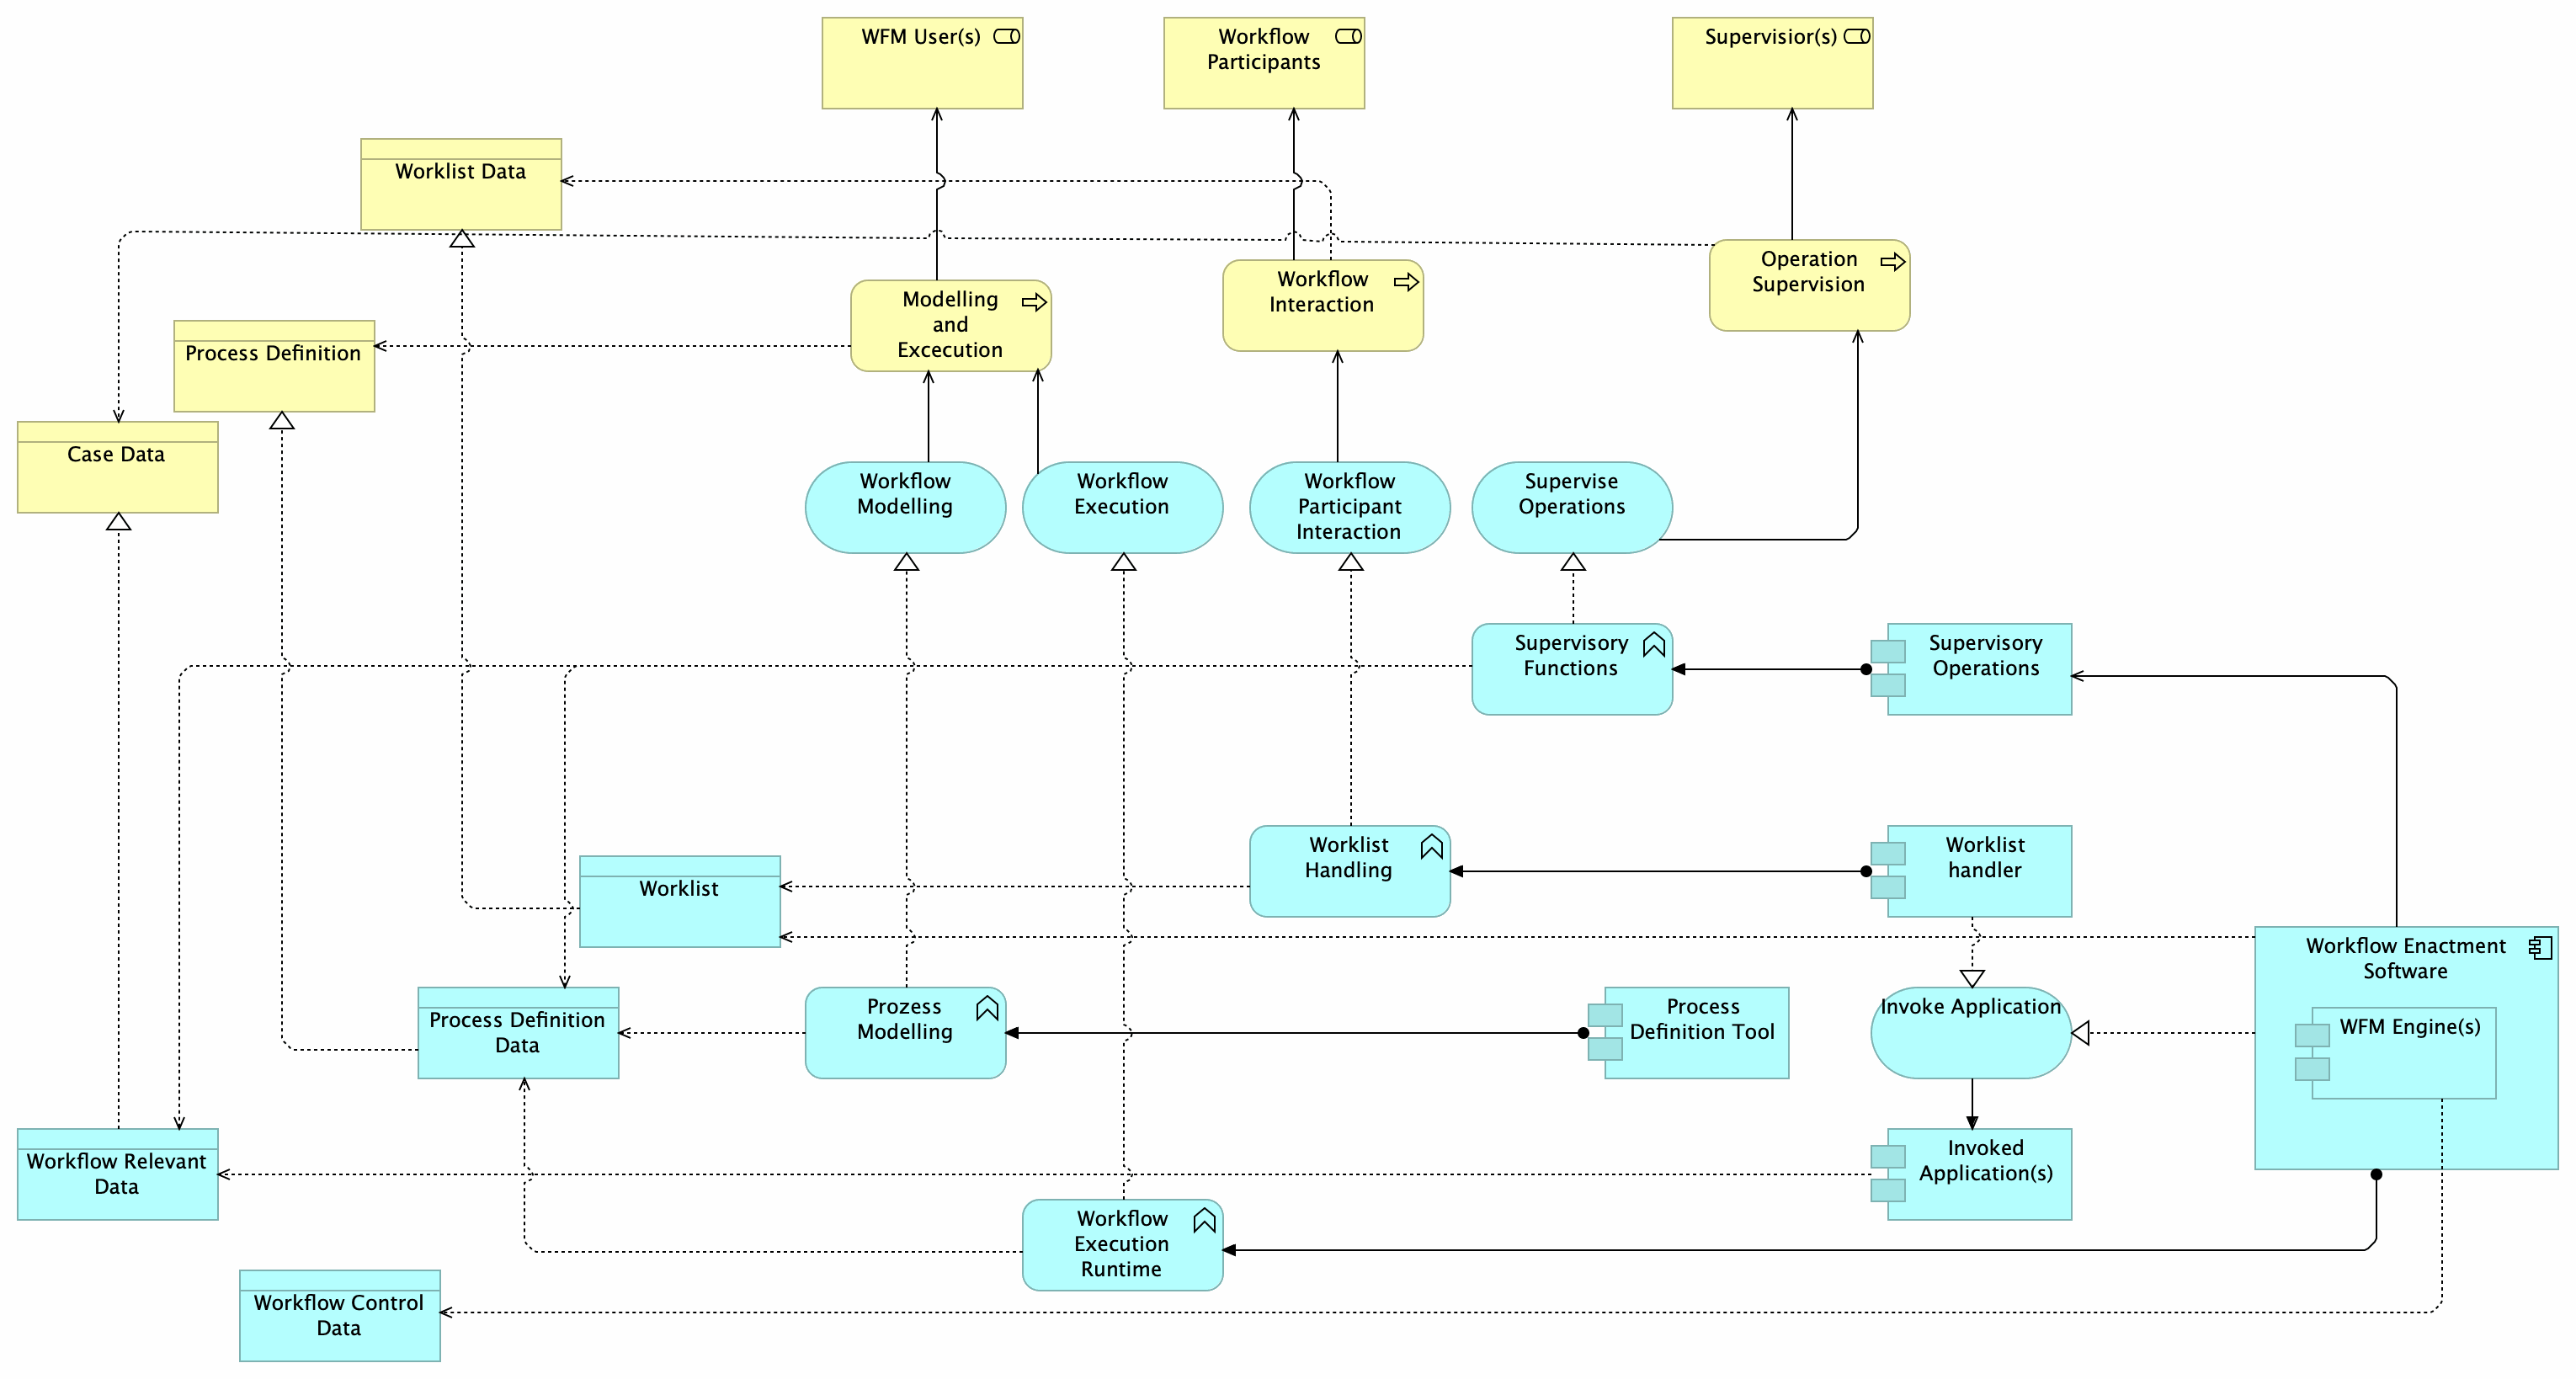 WFM User(s)
Workflow
Participants
Supervisior(s)
Worklist Data
Operation
Supervision
Workflow
Interaction
Modelling
and
Excecution
Process Definition
Case Data
Workflow
Modelling
Workflow
Execution
Workflow
Participant
Interaction
Supervise
Operations
Supervisory
Functions
Supervisory
Operations
Worklist
Handling
Worklist
handler
Worklist
Workflow Enactment
Software
Process Definition
Data
Prozess
Modelling
Process
Definition Tool
Invoke Application
WFM Engine(s)
Workflow Relevant
Data
Invoked
Application(s)
Workflow
Execution
Runtime
Workflow Control
Data